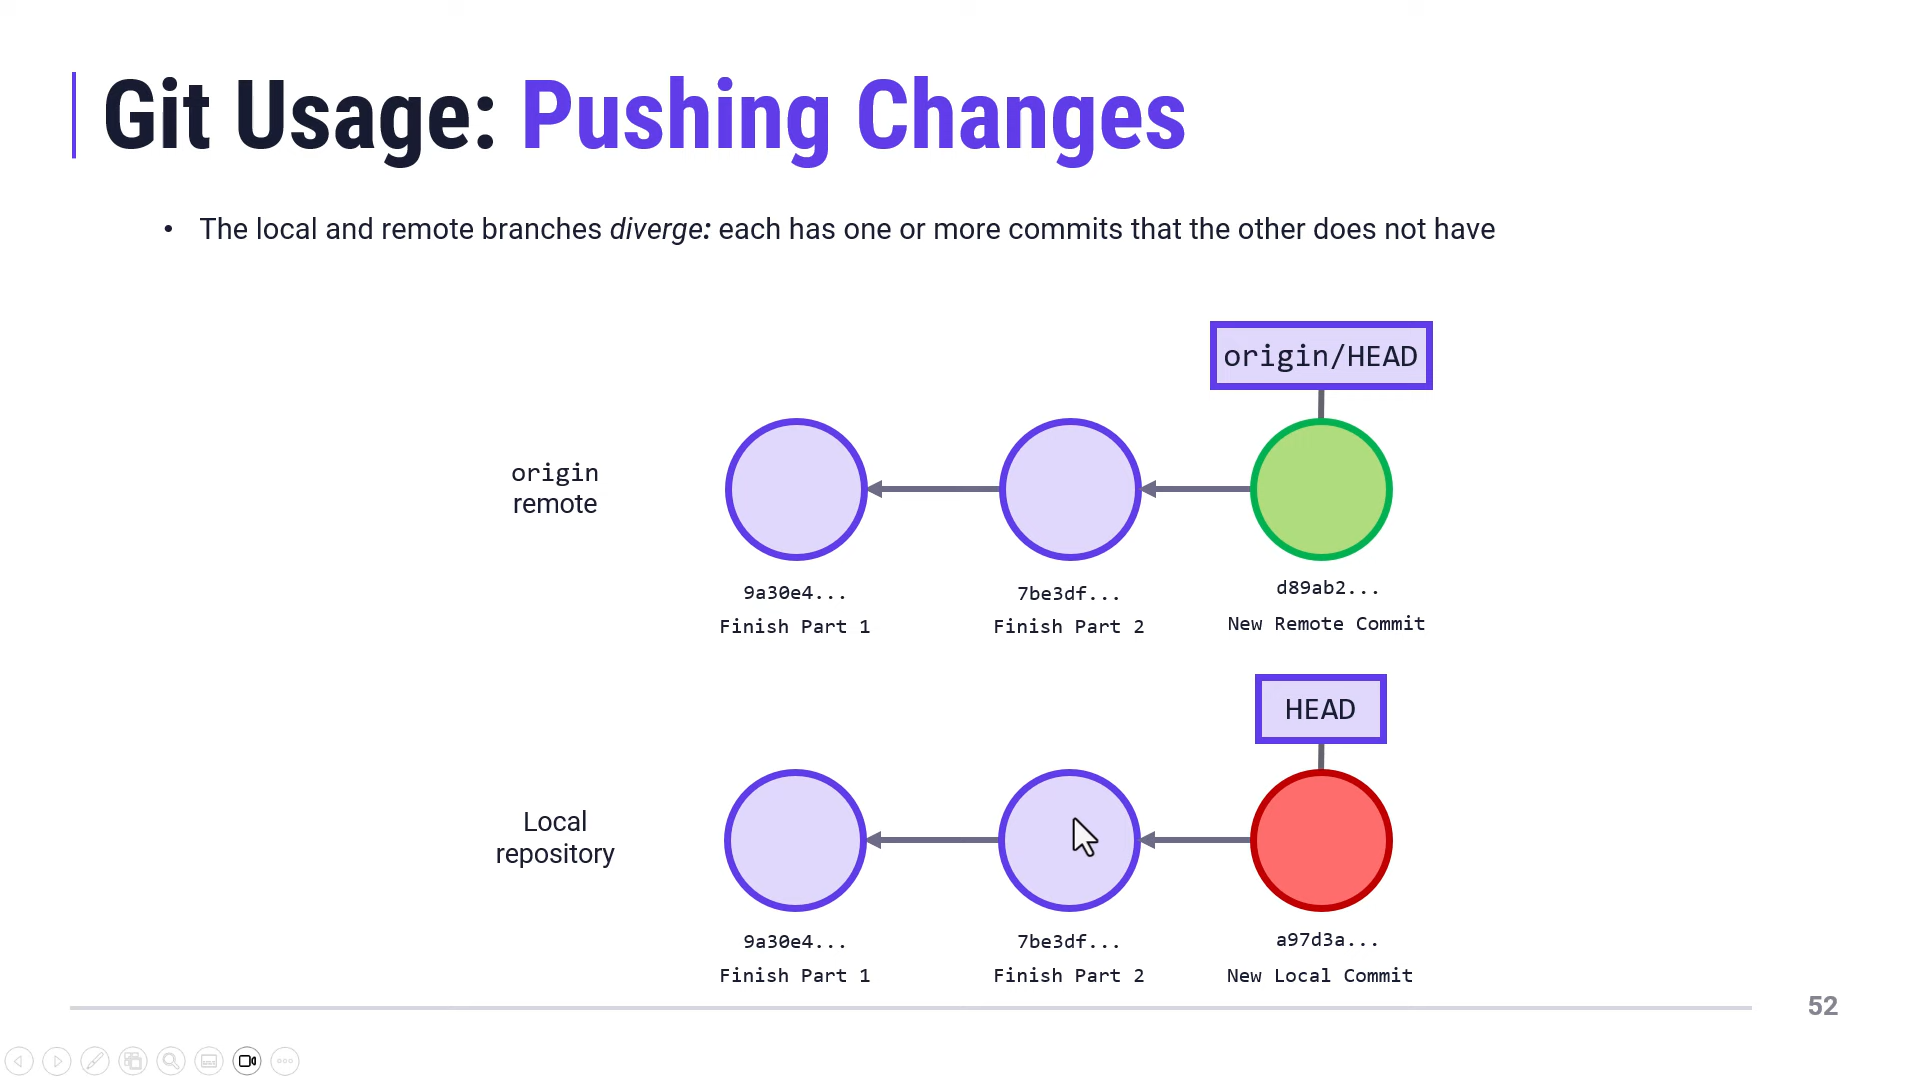 Git Usage: Pushing Changes
• The local and remote branches diverge: each has one or more commits that the other does not have
origin/HEAD
origin
remote
9a30e4...
Finish Part 1
7be3df...
Finish Part 2
d89ab2...
New Remote Commit
HEAD
Local
repository
9a30e4...
Finish Part 1
7be3df...
Finish Part 2
a97d3a...
New Local Commit
52